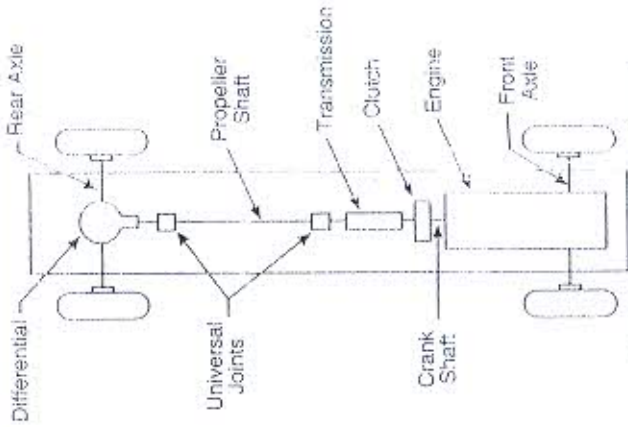 Differential
Rear Axle
Universal
Joints
Propeller
Shaft
Transmission
Clutch
Crank
Shaft
Engine
Front
Axle